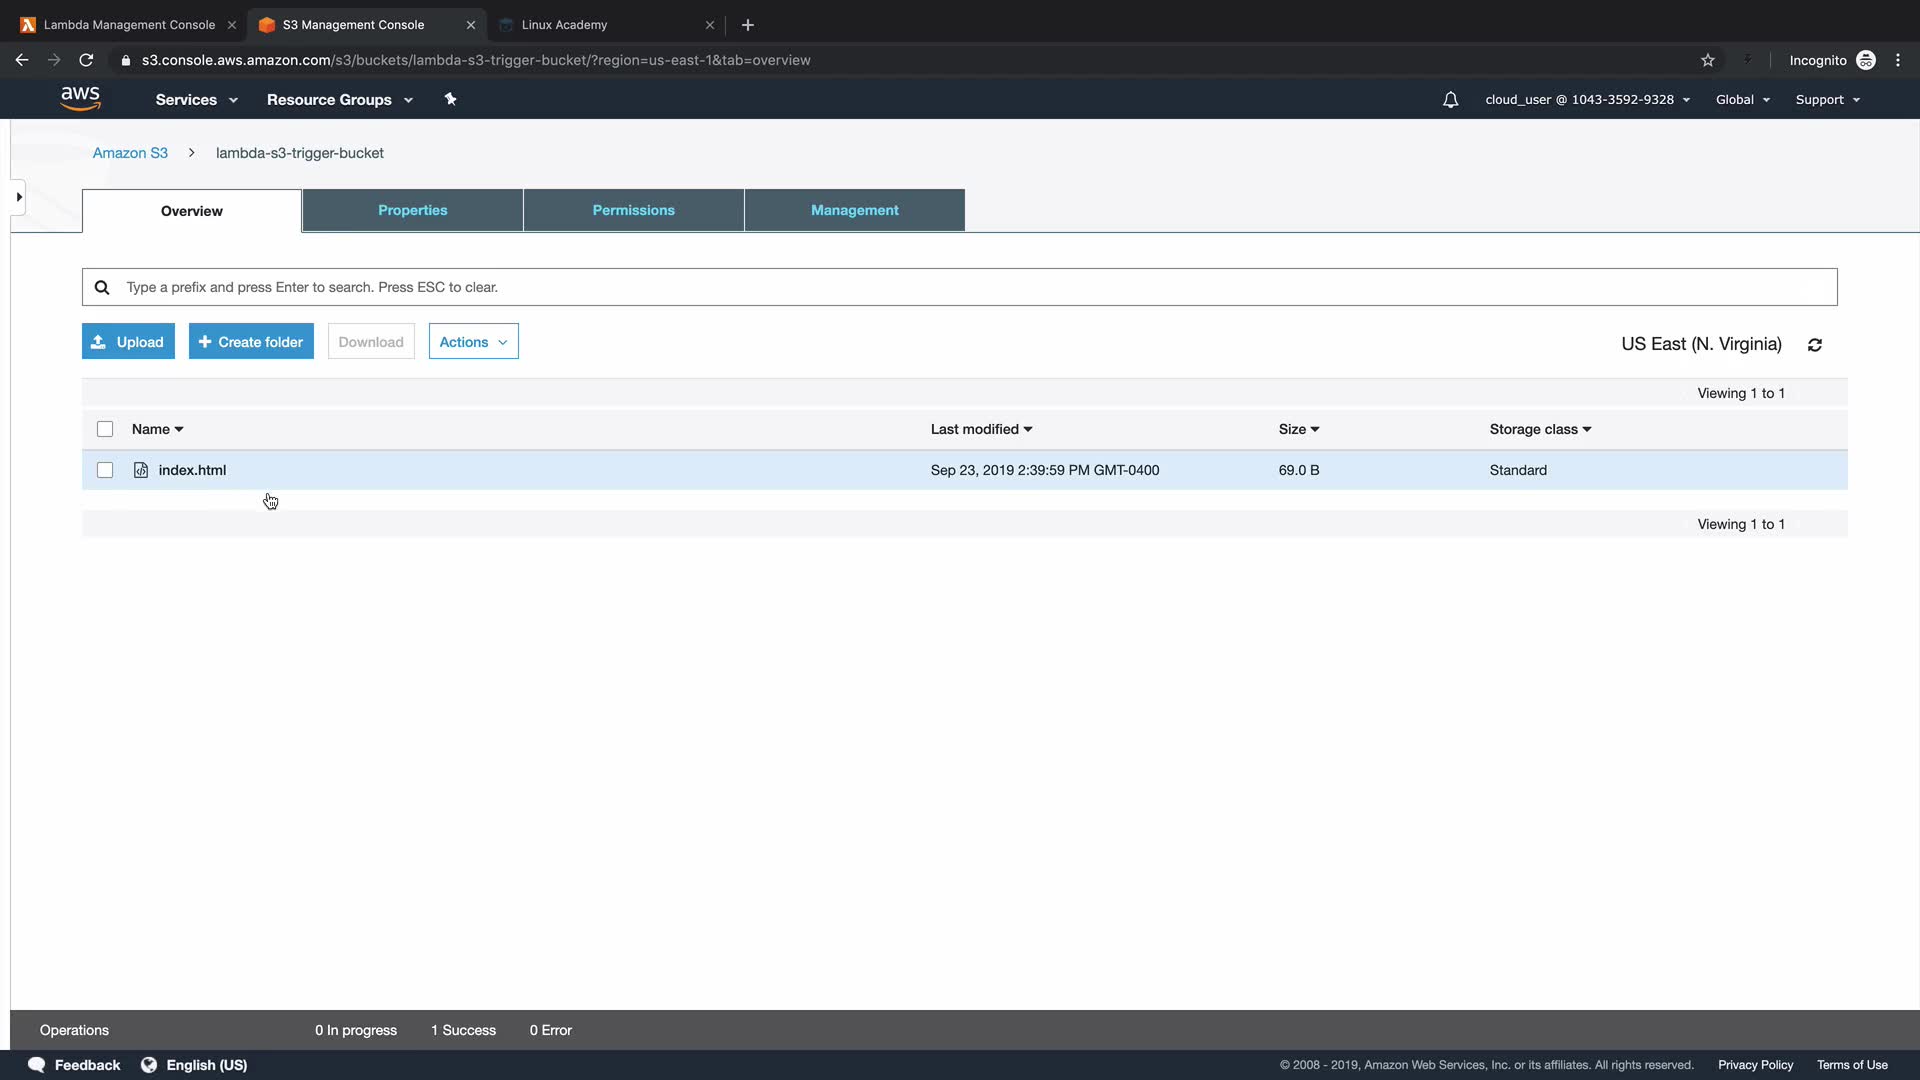 Lambda Management Console
S3 Management Console
Linux Academy
s3.console.aws.amazon.com/s3/buckets/lambda-s3-trigger-bucket/?region=us-east-1&tab=overview
Incognito
aws
Services
Resource Groups
cloud_user @ 1043-3592-9328
Global
Support
Amazon S3
lambda-s3-trigger-bucket
Overview
Properties
Permissions
Management
Type a prefix and press Enter to search. Press ESC to clear.
Upload
Create folder
Download
Actions
US East (N. Virginia)
Viewing 1 to 1
Name
Last modified
Size
Storage class
index.html
Sep 23, 2019 2:39:59 PM GMT-0400
69.0 B
Standard
Viewing 1 to 1
Operations
0 In progress
1 Success
0 Error
Feedback
English (US)
© 2008 - 2019, Amazon Web Services, Inc. or its affiliates. All rights reserved.
Privacy Policy
Terms of Use